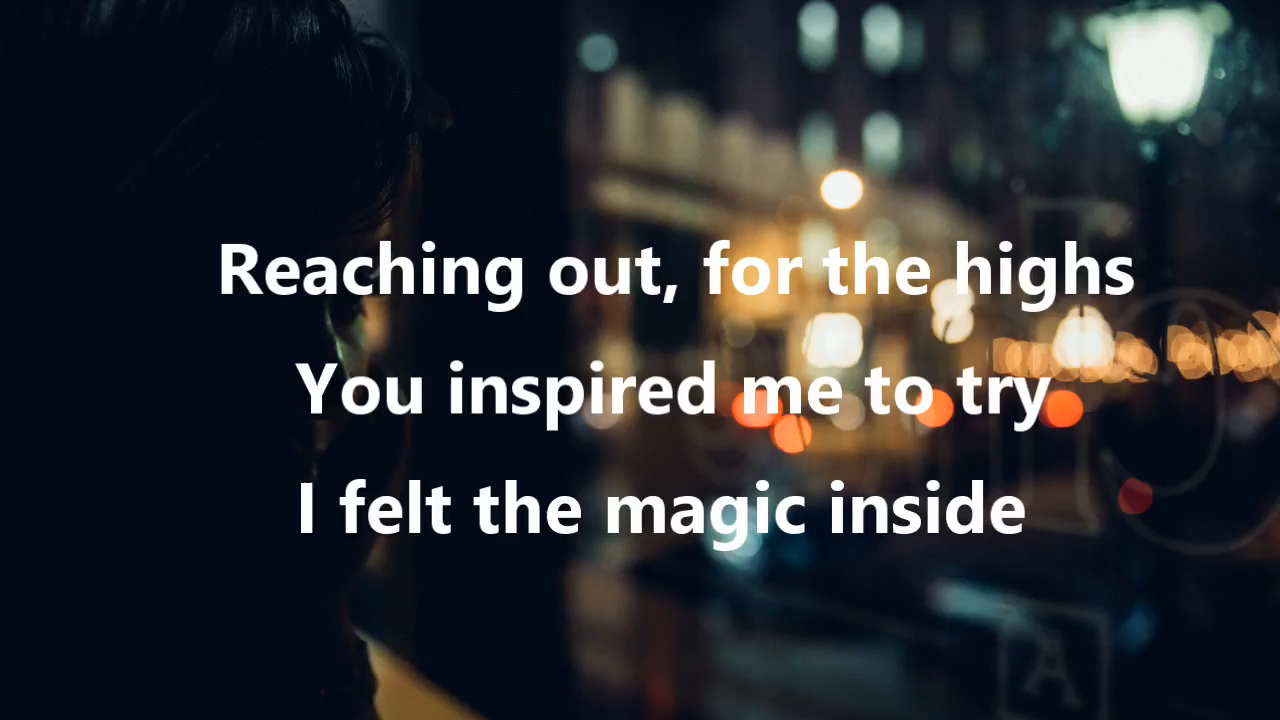 Reaching out, for the highs
You inspired me to try
I felt the magic inside